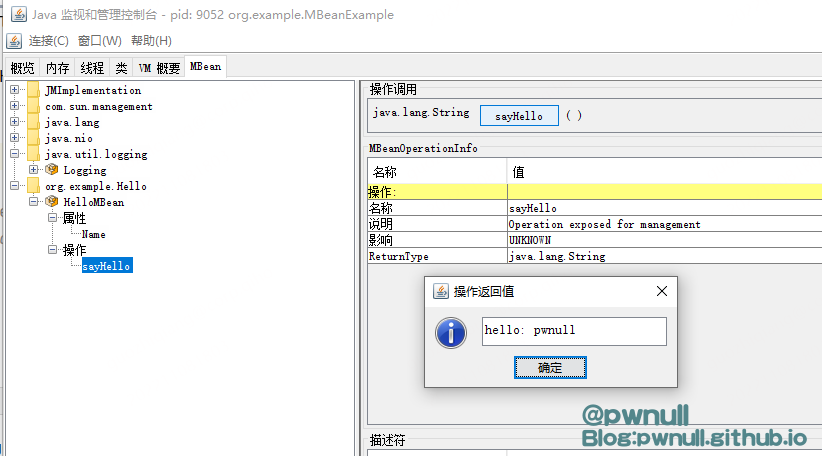 Java 监视和管理控制台 - pid: 9052 org.example.MBeanExample
连接(C) 窗口(W) 帮助(H)
概览 内存 线程 类 VM 概要 MBean
JMImplementation
com.sun.management
java.lang
java.nio
java.util.logging
Logging
org.example.Hello
HelloMBean
属性
Name
操作
sayHello
操作调用
java.lang.String sayHello ( )
MBeanOperationInfo
名称 值
操作:
名称 sayHello
说明 Operation exposed for management
影响 UNKNOWN
ReturnType java.lang.String
操作返回值
hello: pwnull
确定
@pwnull
Blog:pwnull.github.io
描述符